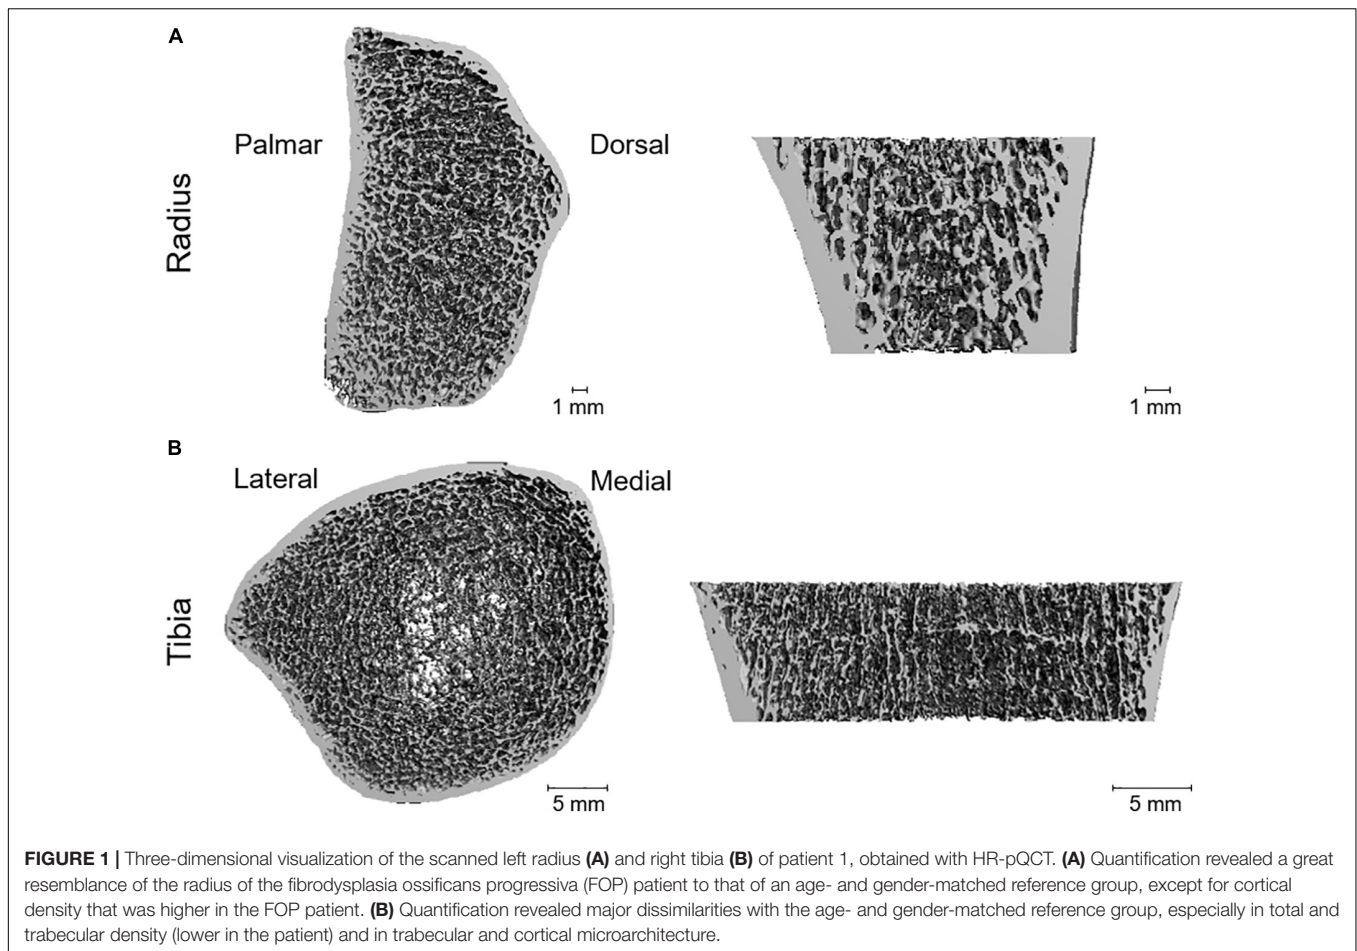 A
Palmar
Dorsal
Radius
1 mm
1 mm
B
Lateral
Medial
Tibia
5 mm
5 mm
FIGURE 1 | Three-dimensional visualization of the scanned left radius (A) and right tibia (B) of patient 1, obtained with HR-pQCT. (A) Quantification revealed a great
resemblance of the radius of the fibrodysplasia ossificans progressiva (FOP) patient to that of an age- and gender-matched reference group, except for cortical
density that was higher in the FOP patient. (B) Quantification revealed major dissimilarities with the age- and gender-matched reference group, especially in total and
trabecular density (lower in the patient) and in trabecular and cortical microarchitecture.